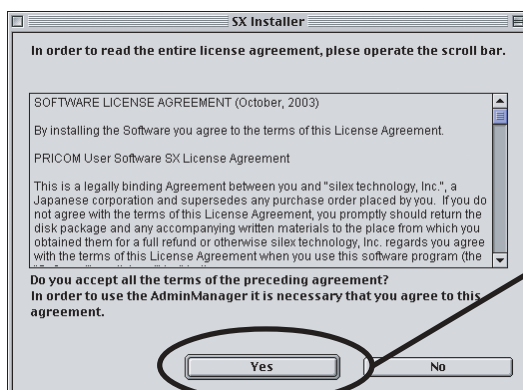 SX Installer
In order to read the entire license agreement, plese operate the scroll bar.
SOFTWARE LICENSE AGREEMENT (October, 2003)
By installing the Software you agree to the terms of this License Agreement.
PRICOM User Software SX License Agreement
This is a legally binding Agreement between you and "silex technology, Inc.", a
Japanese corporation and supersedes any purchase order placed by you. If you do
not agree with the terms of this License Agreement, you promptly should return the
disk package and any accompanying written materials to the place from which you
obtained them for a full refund or otherwise silex technology, Inc. regards you agree
with the terms of this License Agreement when you use this software program (the
Do you accept all the terms of the preceding agreement?
In order to use the AdminManager it is necessary that you agree to this
agreement.
Yes
No